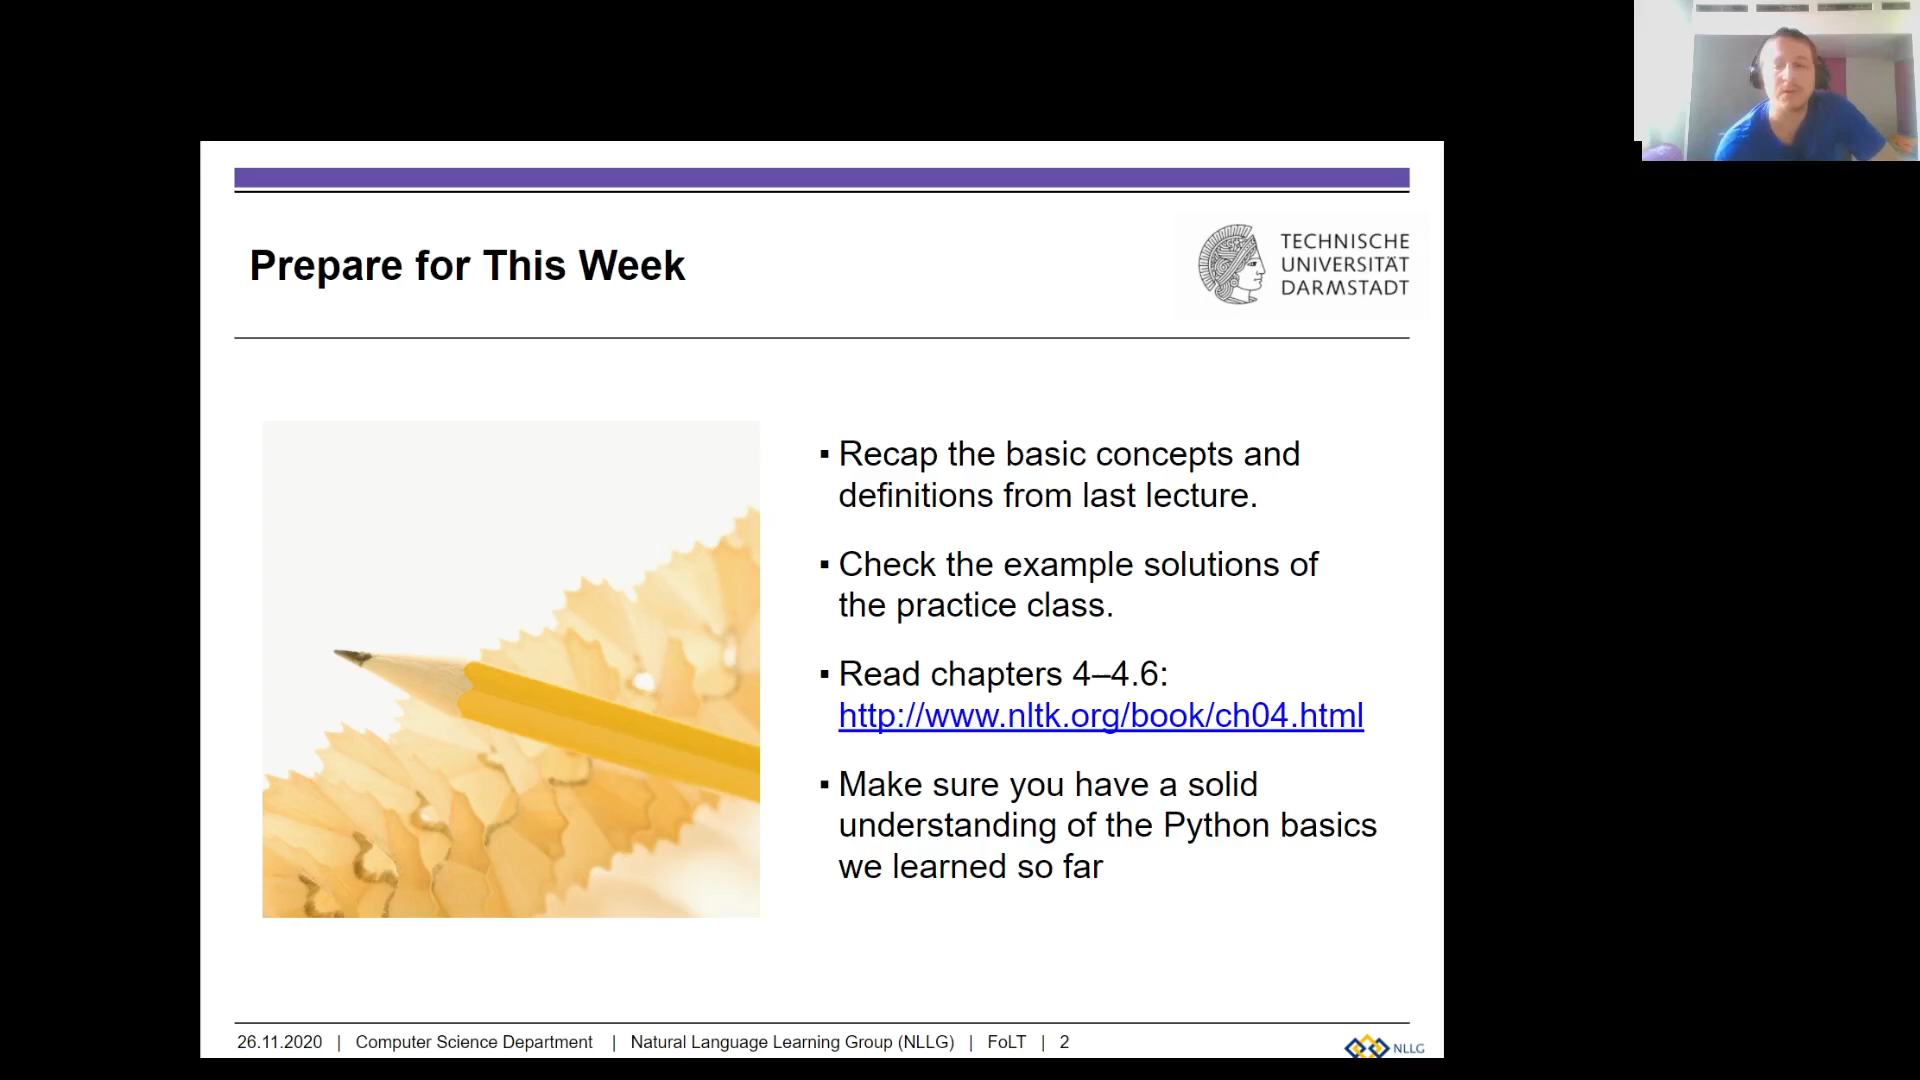 Prepare for This Week
TECHNISCHE
UNIVERSITÄT
DARMSTADT
▪ Recap the basic concepts and
definitions from last lecture.
▪ Check the example solutions of
the practice class.
▪ Read chapters 4–4.6:
http://www.nltk.org/book/ch04.html
▪ Make sure you have a solid
understanding of the Python basics
we learned so far
26.11.2020 | Computer Science Department | Natural Language Learning Group (NLLG) | FoLT | 2
NLLG